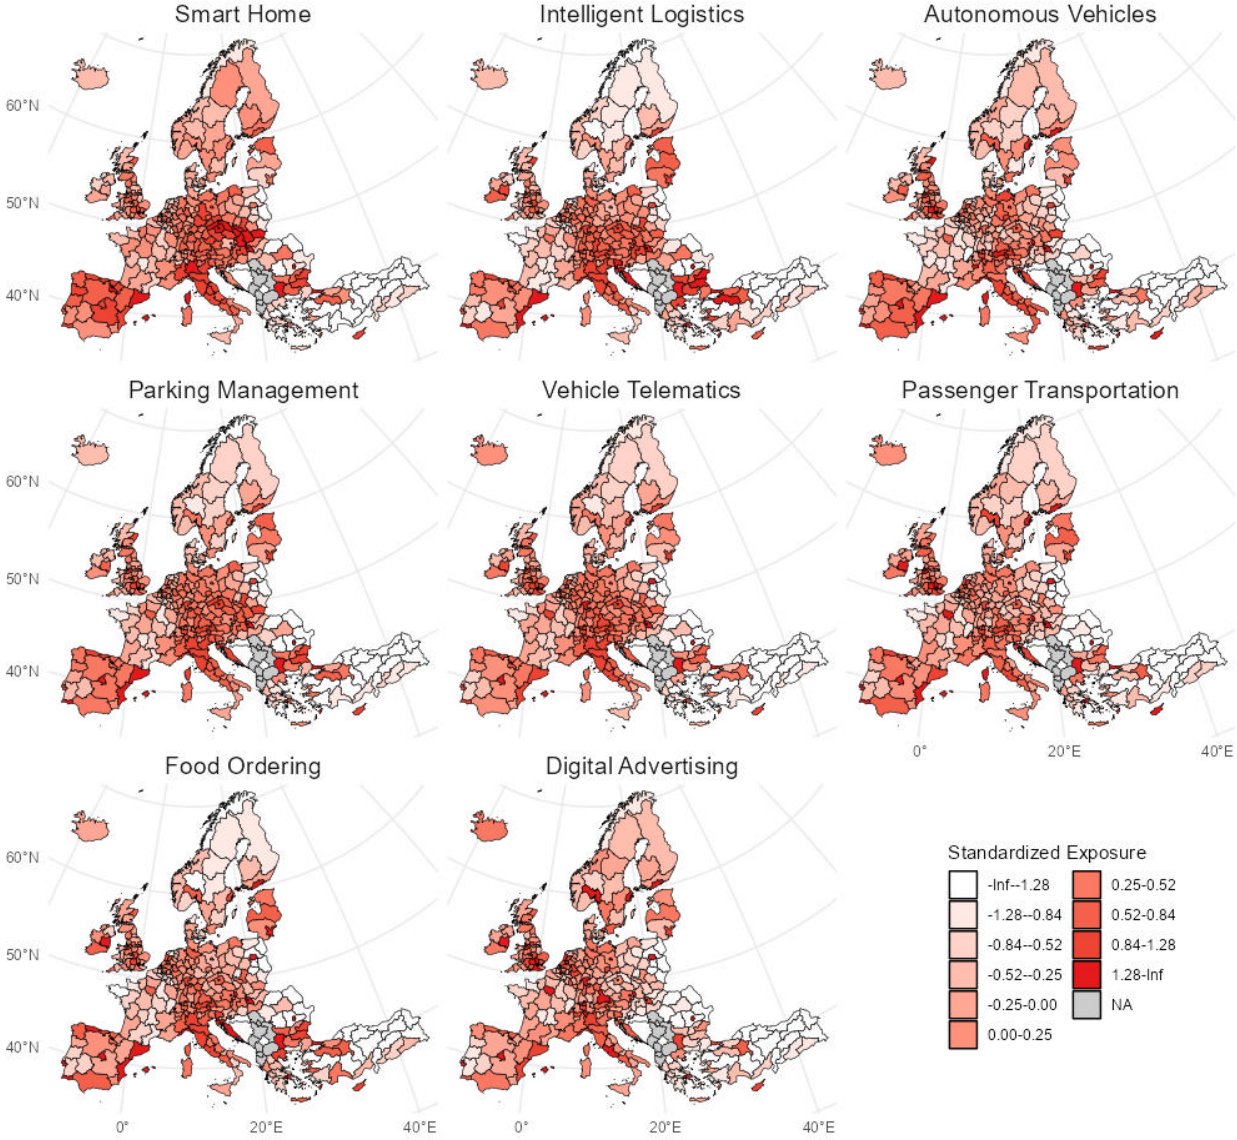 Smart Home
Intelligent Logistics
Autonomous Vehicles
60°N
50°N
40°N
Parking Management
Vehicle Telematics
Passenger Transportation
60°N
50°N
40°N
0°
20°E
40°E
Food Ordering
Digital Advertising
60°N
50°N
40°N
0°
20°E
40°E
0°
20°E
40°E
Standardized Exposure
-Inf--1.28
-1.28--0.84
-0.84--0.52
-0.52--0.25
-0.25-0.00
0.00-0.25
0.25-0.52
0.52-0.84
0.84-1.28
1.28-Inf
NA